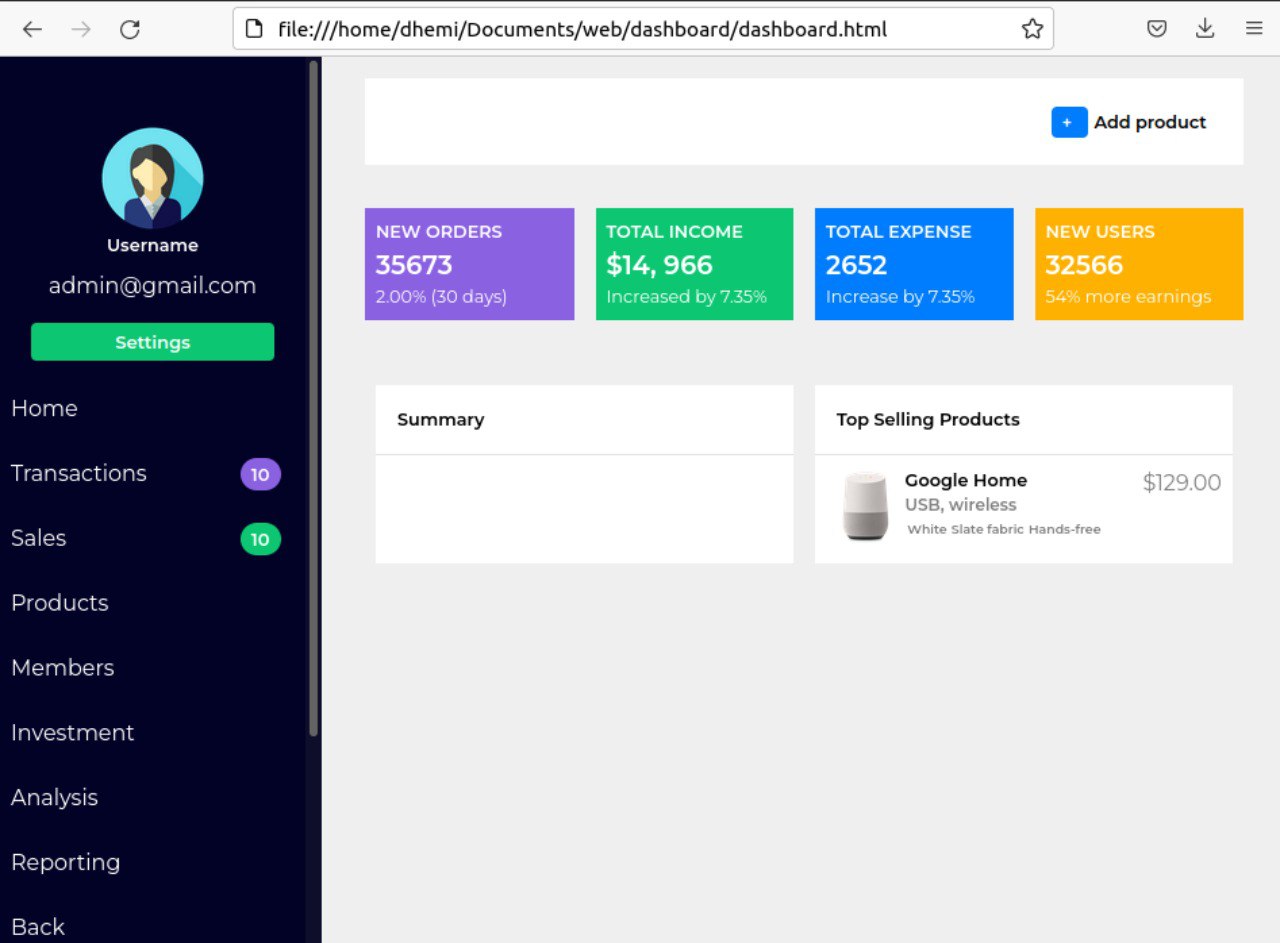 file:///home/dhemi/Documents/web/dashboard/dashboard.html
Username
admin@gmail.com
Settings
Home
Transactions 10
Sales 10
Products
Members
Investment
Analysis
Reporting
Back
+ Add product
NEW ORDERS
35673
2.00% (30 days)
TOTAL INCOME
$14, 966
Increased by 7.35%
TOTAL EXPENSE
2652
Increase by 7.35%
NEW USERS
32566
54% more earnings
Summary
Top Selling Products
Google Home $129.00
USB, wireless
White Slate fabric Hands-free